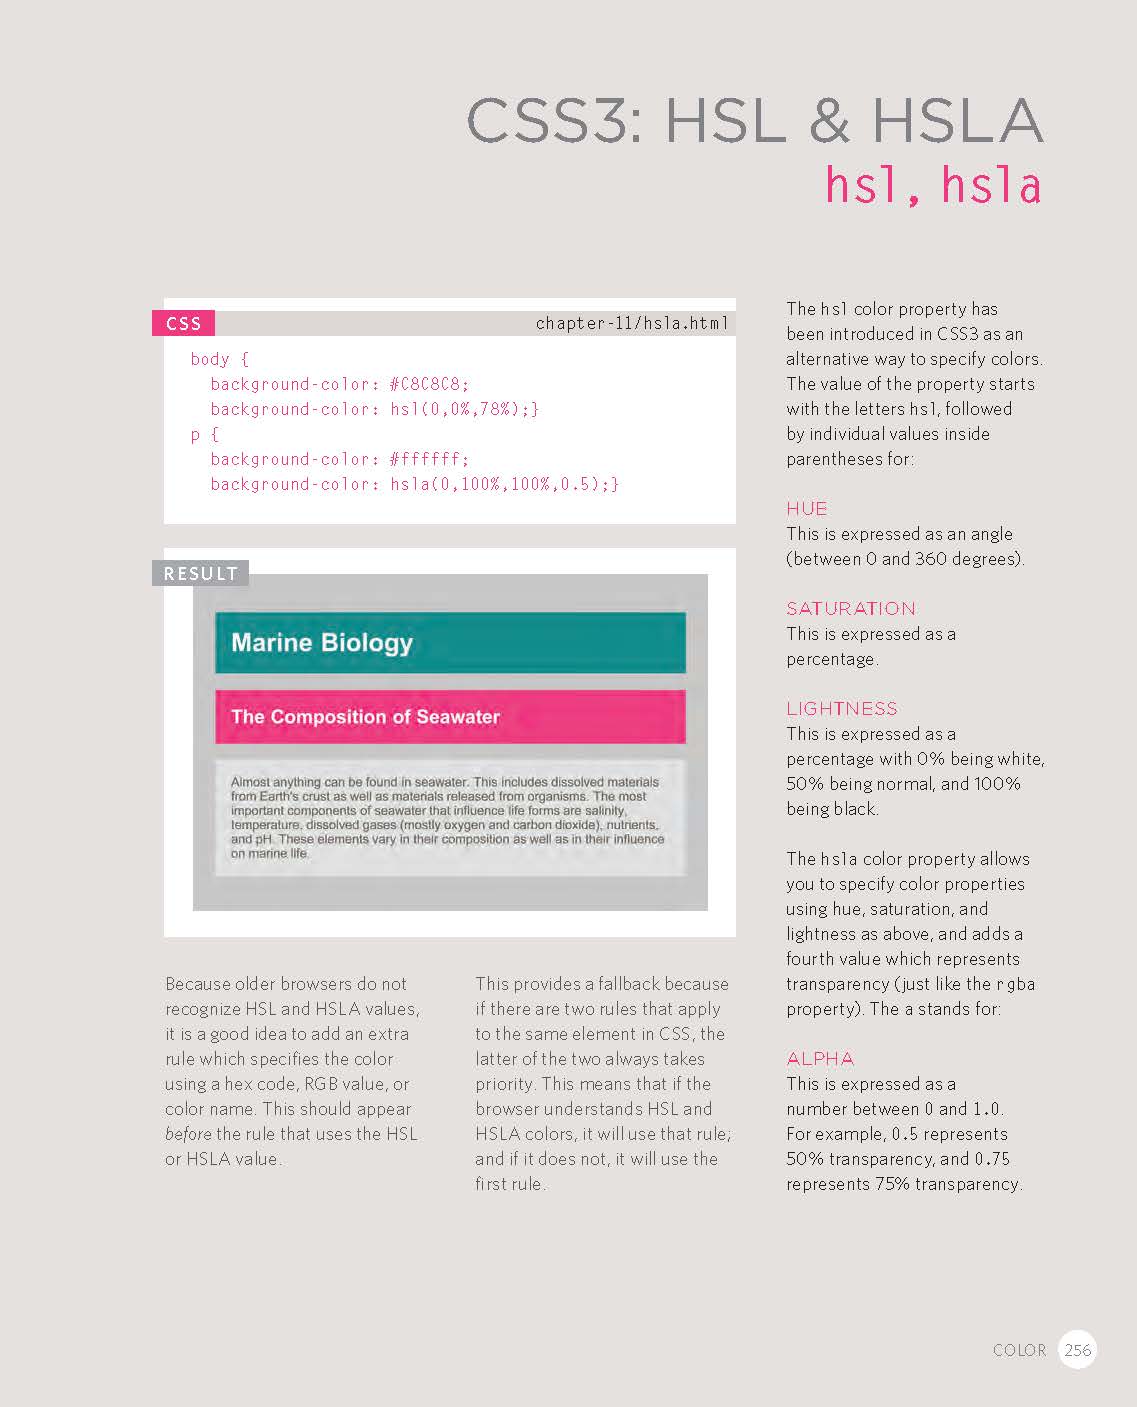 CSS3: HSL & HSLA
hsl, hsla
CSS
chapter-11/hsla.html
body {
background-color: #C8C8C8;
background-color: hsl(0,0%,78%);}
p {
background-color: #ffffff;
background-color: hsla(0,100%,100%,0.5);}
RESULT
Marine Biology
The Composition of Seawater
Almost anything can be found in seawater. This includes dissolved materials
from Earth's crust as well as materials released from organisms. The most
important components of seawater that influence life forms are salinity,
temperature, dissolved gases (mostly oxygen and carbon dioxide), nutrients,
and pH. These elements vary in their composition as well as in their influence
on marine life.
Because older browsers do not
recognize HSL and HSLA values,
it is a good idea to add an extra
rule which specifies the color
using a hex code, RGB value, or
color name. This should appear
before the rule that uses the HSL
or HSLA value.
This provides a fallback because
if there are two rules that apply
to the same element in CSS, the
latter of the two always takes
priority. This means that if the
browser understands HSL and
HSLA colors, it will use that rule;
and if it does not, it will use the
first rule.
The hsl color property has
been introduced in CSS3 as an
alternative way to specify colors.
The value of the property starts
with the letters hsl, followed
by individual values inside
parentheses for:
HUE
This is expressed as an angle
(between 0 and 360 degrees).
SATURATION
This is expressed as a
percentage.
LIGHTNESS
This is expressed as a
percentage with 0% being white,
50% being normal, and 100%
being black.
The hsla color property allows
you to specify color properties
using hue, saturation, and
lightness as above, and adds a
fourth value which represents
transparency (just like the rgba
property). The a stands for:
ALPHA
This is expressed as a
number between 0 and 1.0.
For example, 0.5 represents
50% transparency, and 0.75
represents 75% transparency.
COLOR 256